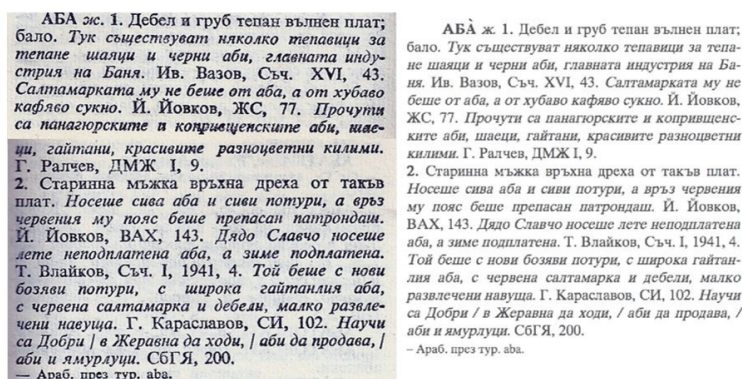 АБА ж. 1. Дебел и груб тепан вълнен плат;
бало. Тук съществуват няколко тепавици за
тепане шаяци и черни аби, главната инду-
стрия на Баня. Ив. Вазов, Съч. XVI, 43.
Салтамарката му не беше от аба, а от хубаво
кафяво сукно. Й. Йовков, ЖС, 77. Прочути
са панагюрските и копривщенските аби, шае-
ци, гайтани, красивите разноцветни килими.
Г. Ралчев, ДМЖ I, 9.
2. Старинна мъжка връхна дреха от такъв
плат. Носеше сива аба и сиви потури, а връз
червения му пояс беше препасан патрондаш.
Й. Йовков, ВАХ, 143. Дядо Славчо носеше
лете неподплатена аба, а зиме подплатена.
Т. Влайков, Съч. I, 1941, 4. Той беше с нови
бозяви потури, с широка гайтанлия аба,
с червена салтамарка и дебели, малко развле-
чени навуща. Г. Караславов, СИ, 102. Научи
са Добри / в Жеравна да ходи, / аби да продава, /
аби и ямурлуци. СбГЯ, 200.
— Араб. през тур. aba.
АБА̀ ж. 1. Дебел и груб тепан вълнен плат;
бало. Тук съществуват няколко тепавици за тепа-
не шаяци и черни аби, главната индустрия на Ба-
ня. Ив. Вазов, Съч. XVI, 43. Салтамарката му не
беше от аба, а от хубаво кафяво сукно. Й. Йовков,
ЖС, 77. Прочути са панагюрските и копривщенс-
ките аби, шаеци, гайтани, красивите разноцветни
килими. Г. Ралчев, ДМЖ I, 9.
2. Старинна мъжка връхна дреха от такъв плат.
Носеше сива аба и сиви потури, а връз червения
му пояс беше препасан патрондаш. Й. Йовков,
ВАХ, 143. Дядо Славчо носеше лете неподплатена
аба, а зиме подплатена. Т. Влайков, Съч. I, 1941, 4.
Той беше с нови бозяви потури, с широка гайтан-
лия аба, с червена салтамарка и дебели, малко
развлечени навуща. Г. Караславов, СИ, 102. Научи
са Добри / в Жеравна да ходи, / аби да продава, /
аби и ямурлуци. СбГЯ, 200.
– Араб. през тур. aba.